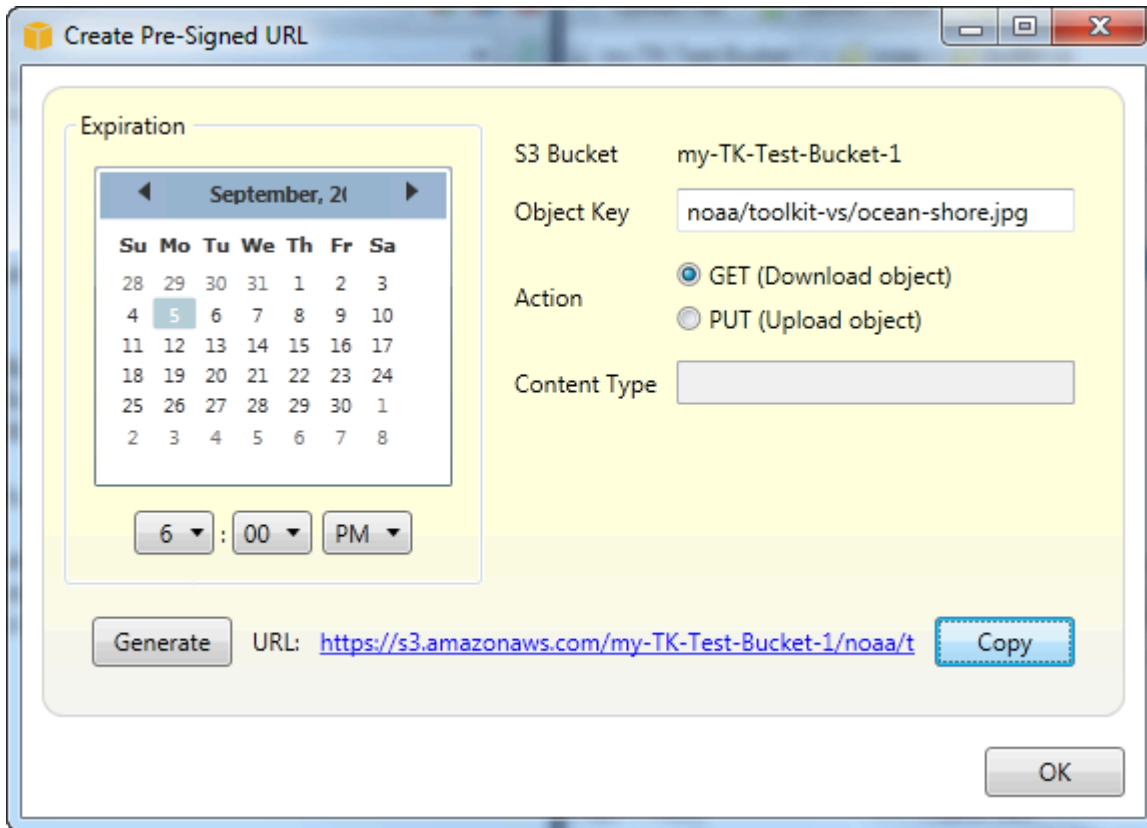 Create Pre-Signed URL
Expiration
September, 20
Su Mo Tu We Th Fr Sa
28 29 30 31 1 2 3
4 5 6 7 8 9 10
11 12 13 14 15 16 17
18 19 20 21 22 23 24
25 26 27 28 29 30 1
2 3 4 5 6 7 8
6 : 00 PM
S3 Bucket my-TK-Test-Bucket-1
Object Key noaa/toolkit-vs/ocean-shore.jpg
Action
GET (Download object)
PUT (Upload object)
Content Type
Generate URL: https://s3.amazonaws.com/my-TK-Test-Bucket-1/noaa/t Copy
OK